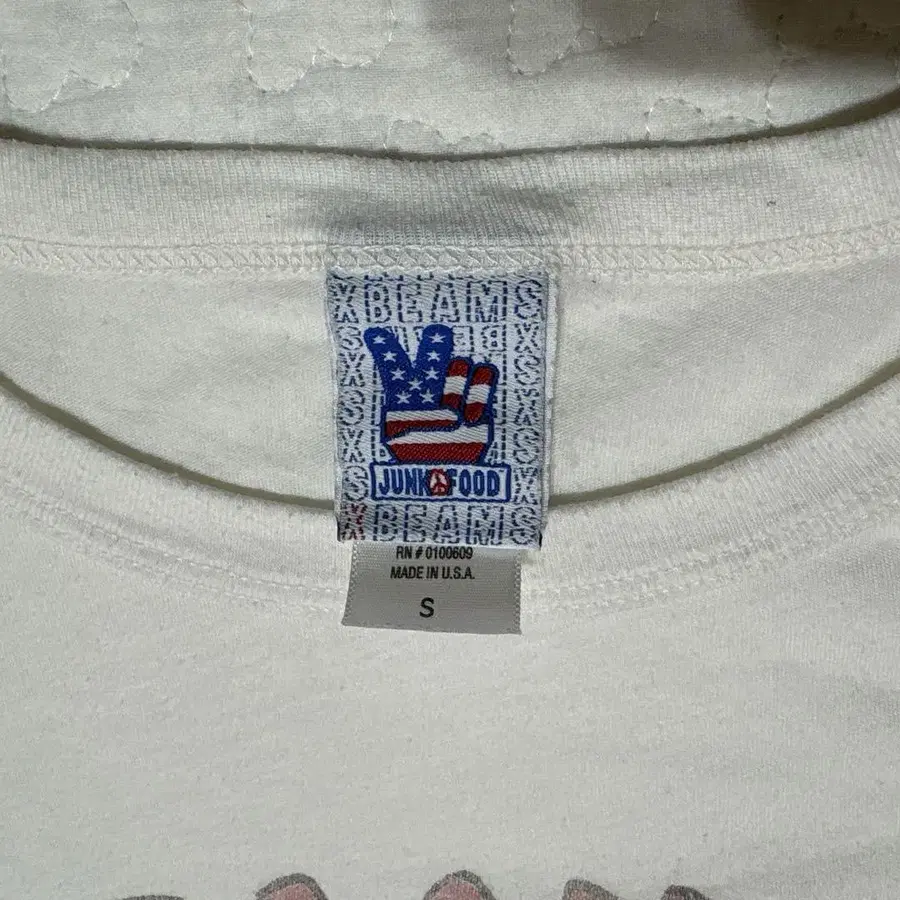 XBEAMS
JUNK FOOD
XBEAMS
RN # 0100609
MADE IN U.S.A.
S